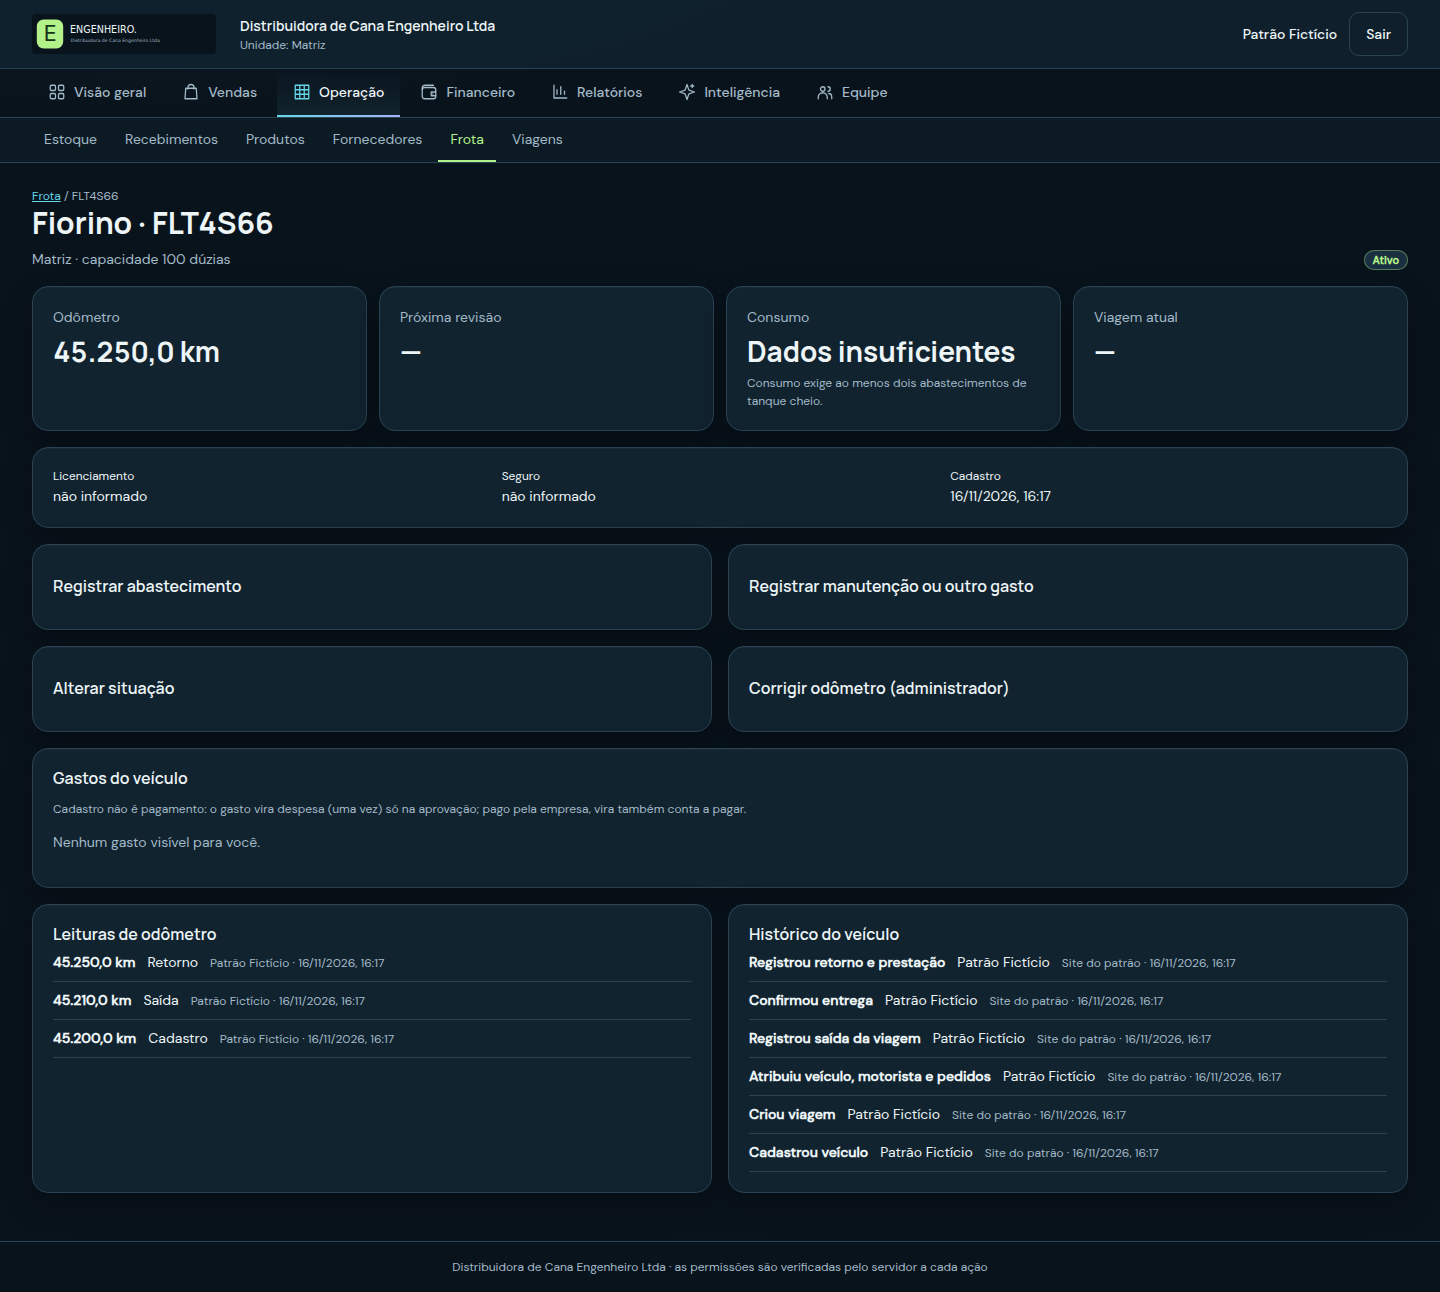 E
ENGENHEIRO.
Distribuidora de Cana Engenheiro Ltda
Distribuidora de Cana Engenheiro Ltda
Unidade: Matriz
Patrão Fictício
Sair
Visão geral
Vendas
Operação
Financeiro
Relatórios
Inteligência
Equipe
Estoque
Recebimentos
Produtos
Fornecedores
Frota
Viagens
Frota / FLT4S66
Fiorino · FLT4S66
Matriz · capacidade 100 dúzias
Ativo
Odômetro
45.250,0 km
Próxima revisão
—
Consumo
Dados insuficientes
Consumo exige ao menos dois abastecimentos de
tanque cheio.
Viagem atual
—
Licenciamento
não informado
Seguro
não informado
Cadastro
16/11/2026, 16:17
Registrar abastecimento
Registrar manutenção ou outro gasto
Alterar situação
Corrigir odômetro (administrador)
Gastos do veículo
Cadastro não é pagamento: o gasto vira despesa (uma vez) só na aprovação; pago pela empresa, vira também conta a pagar.
Nenhum gasto visível para você.
Leituras de odômetro
45.250,0 km Retorno Patrão Fictício · 16/11/2026, 16:17
45.210,0 km Saída Patrão Fictício · 16/11/2026, 16:17
45.200,0 km Cadastro Patrão Fictício · 16/11/2026, 16:17
Histórico do veículo
Registrou retorno e prestação Patrão Fictício Site do patrão · 16/11/2026, 16:17
Confirmou entrega Patrão Fictício Site do patrão · 16/11/2026, 16:17
Registrou saída da viagem Patrão Fictício Site do patrão · 16/11/2026, 16:17
Atribuiu veículo, motorista e pedidos Patrão Fictício Site do patrão · 16/11/2026, 16:17
Criou viagem Patrão Fictício Site do patrão · 16/11/2026, 16:17
Cadastrou veículo Patrão Fictício Site do patrão · 16/11/2026, 16:17
Distribuidora de Cana Engenheiro Ltda · as permissões são verificadas pelo servidor a cada ação